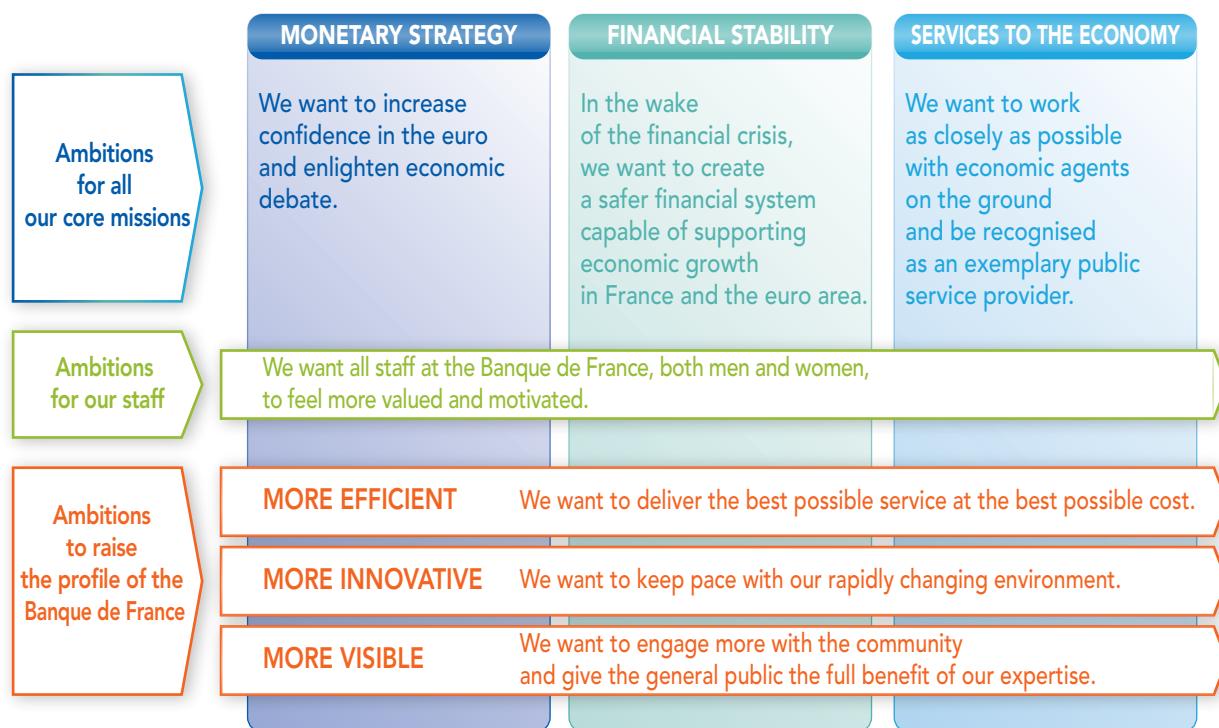 MONETARY STRATEGY
FINANCIAL STABILITY
SERVICES TO THE ECONOMY
Ambitions
for all
our core missions
We want to increase
confidence in the euro
and enlighten economic
debate.
In the wake
of the financial crisis,
we want to create
a safer financial system
capable of supporting
economic growth
in France and the euro area.
We want to work
as closely as possible
with economic agents
on the ground
and be recognised
as an exemplary public
service provider.
Ambitions
for our staff
We want all staff at the Banque de France, both men and women,
to feel more valued and motivated.
Ambitions
to raise
the profile of the
Banque de France
MORE EFFICIENT We want to deliver the best possible service at the best possible cost.
MORE INNOVATIVE We want to keep pace with our rapidly changing environment.
MORE VISIBLE We want to engage more with the community
and give the general public the full benefit of our expertise.